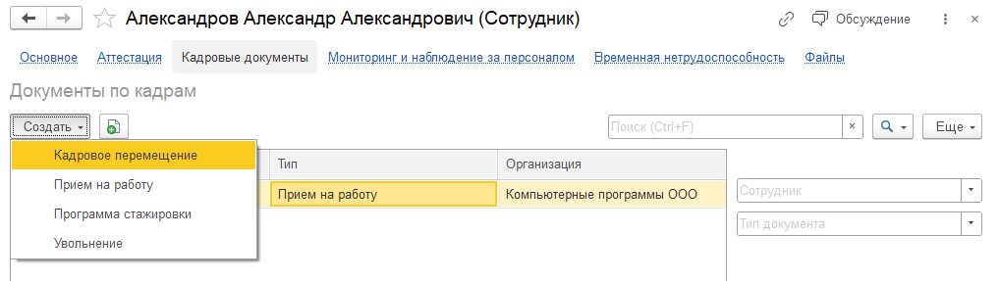 Александров Александр Александрович (Сотрудник)
Обсуждение
Основное Аттестация Кадровые документы Мониторинг и наблюдение за персоналом Временная нетрудоспособность Файлы
Документы по кадрам
Создать Поиск (Ctrl+F) × Еще
Кадровое перемещение
Прием на работу
Программа стажировки
Увольнение
Тип Организация
Прием на работу Компьютерные программы ООО
Сотрудник
Тип документа